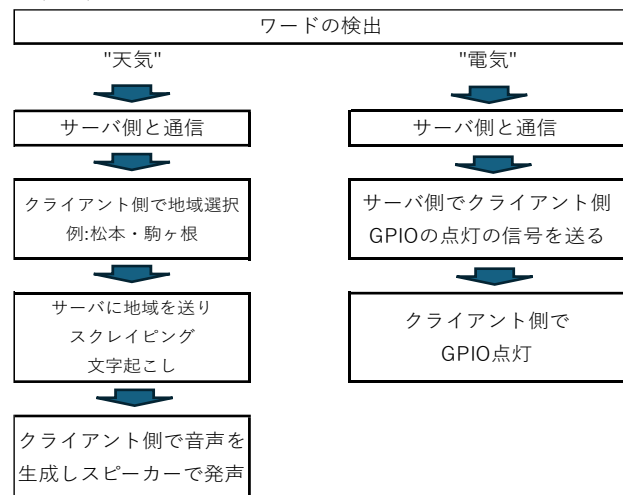 ワードの検出
"天気"
サーバ側と通信
クライアント側で地域選択
例:松本・駒ヶ根
サーバに地域を送り
スクレイピング
文字起こし
クライアント側で音声を
生成しスピーカーで発声
"電気"
サーバ側と通信
サーバ側でクライアント側
GPIOの点灯の信号を送る
クライアント側で
GPIO点灯